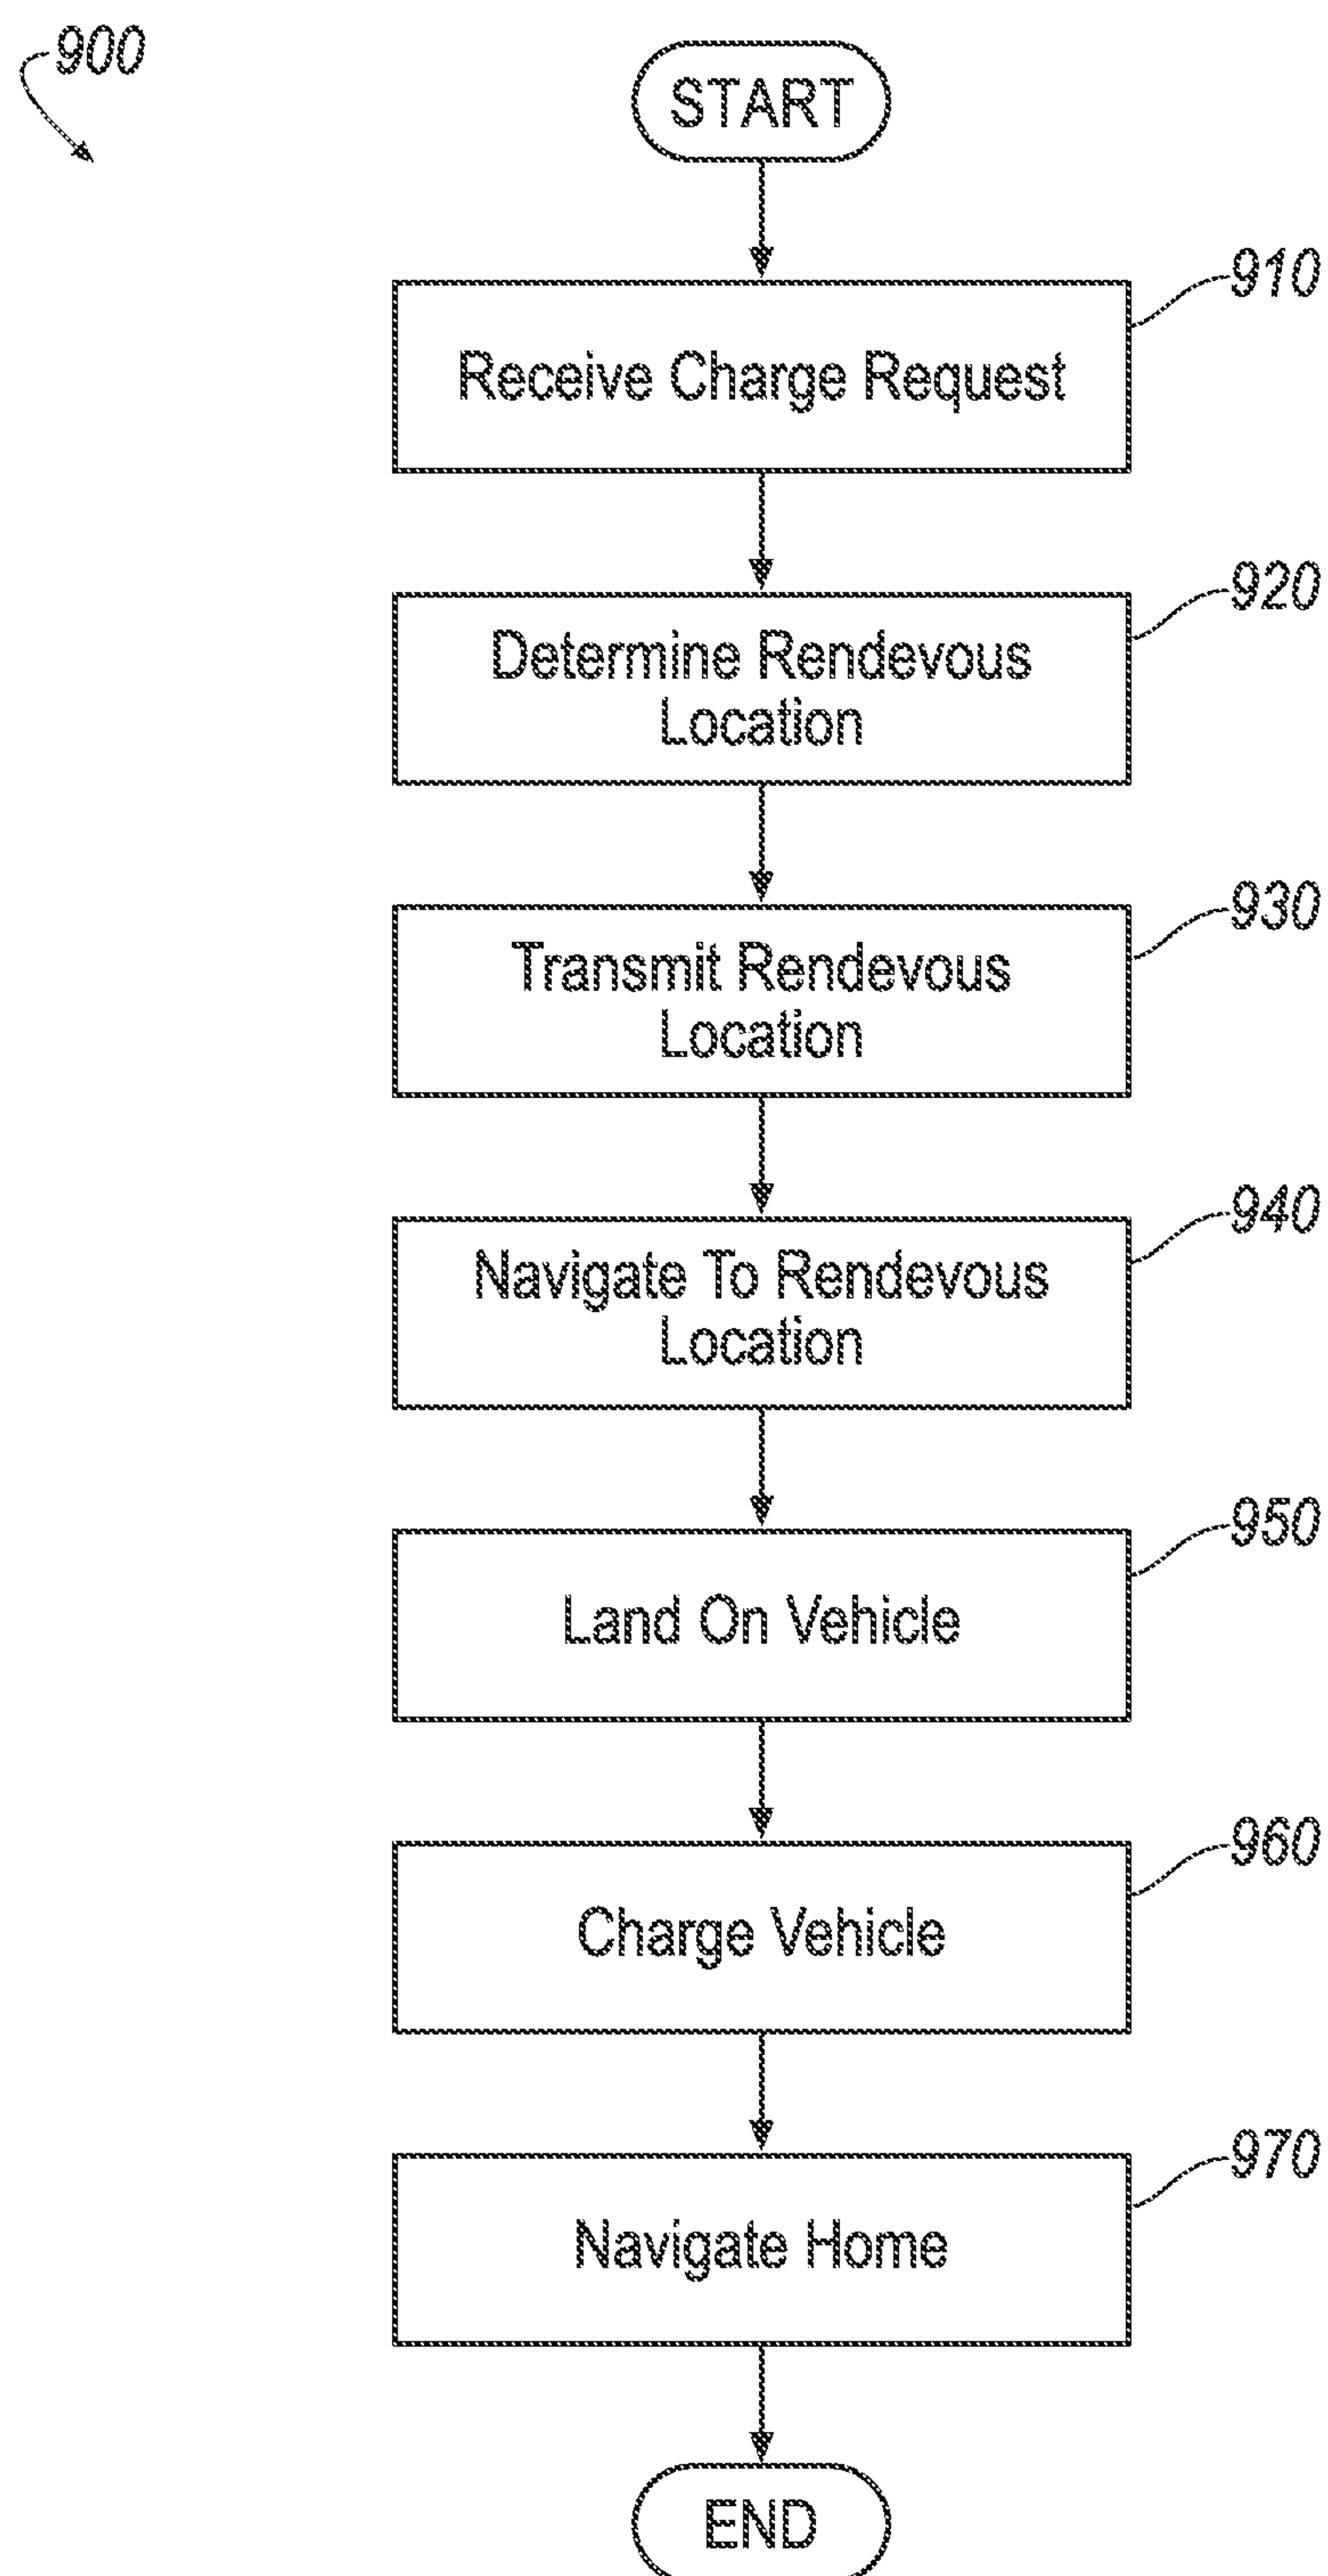 900
START
910
Receive Charge Request
920
Determine Rendevous
Location
930
Transmit Rendevous
Location
940
Navigate To Rendevous
Location
950
Land On Vehicle
960
Charge Vehicle
970
Navigate Home
END